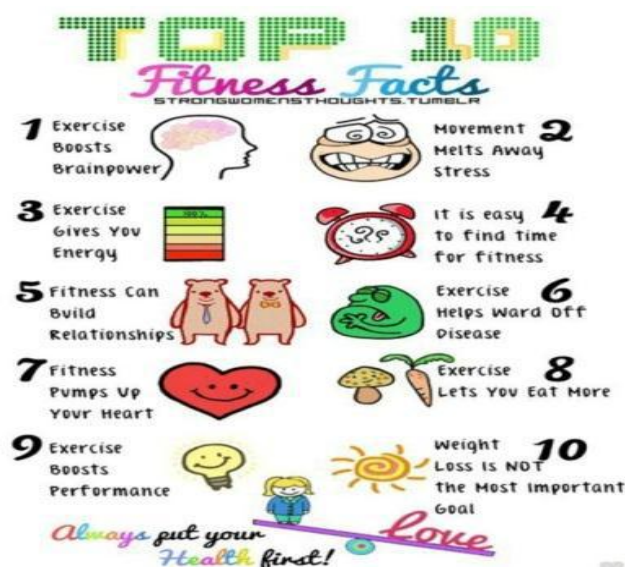 TOP 10
Fitness Facts
STRONGWOMENSTHOUGHTS.TUMBLR
1 Exercise
Boosts
Brainpower
Movement 2
Melts Away
Stress
3 Exercise
Gives You
Energy
100%
It is easy 4
to find time
for fitness
5 Fitness Can
Build
Relationships
Exercise 6
Helps Ward Off
Disease
7 Fitness
Pumps Up
Your Heart
Exercise 8
Lets You Eat More
9 Exercise
Boosts
Performance
Weight 10
Loss Is NOT
the Most Important
Goal
Always put your
Health first!
love